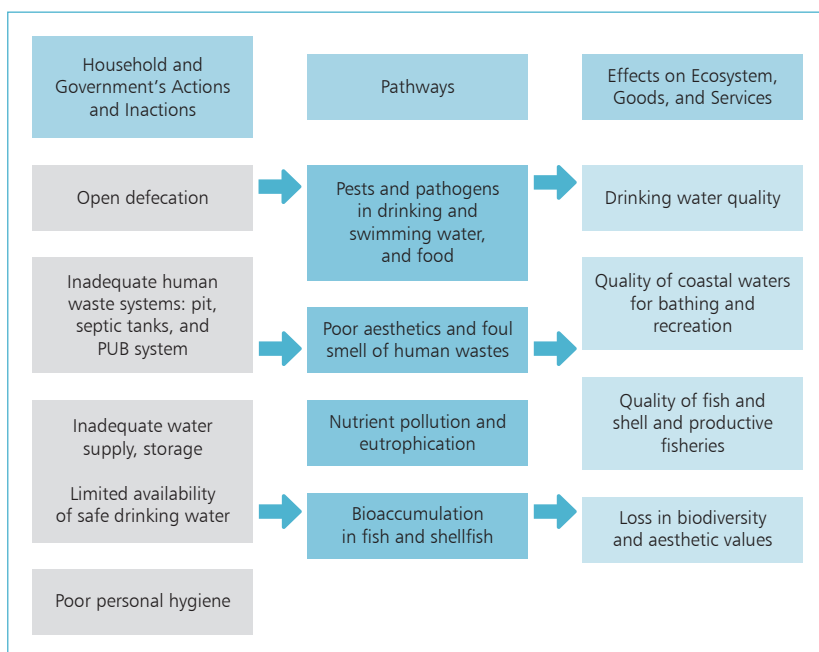 Household and
Government's Actions
and Inactions
Pathways
Effects on Ecosystem,
Goods, and Services
Open defecation
Pests and pathogens
in drinking and
swimming water,
and food
Drinking water quality
Inadequate human
waste systems: pit,
septic tanks, and
PUB system
Poor aesthetics and foul
smell of human wastes
Quality of coastal waters
for bathing and
recreation
Inadequate water
supply, storage
Limited availability
of safe drinking water
Nutrient pollution and
eutrophication
Quality of fish and
shell and productive
fisheries
Bioaccumulation
in fish and shellfish
Loss in biodiversity
and aesthetic values
Poor personal hygiene